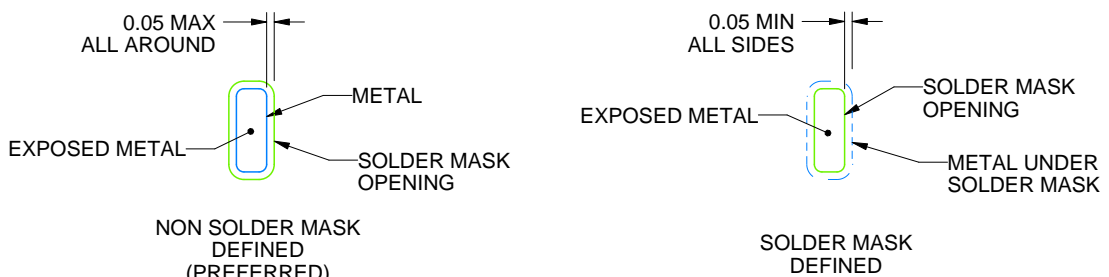 0.05 MAX
ALL AROUND
METAL
EXPOSED METAL
SOLDER MASK
OPENING
NON SOLDER MASK
DEFINED
(PREFERRED)
0.05 MIN
ALL SIDES
SOLDER MASK
OPENING
EXPOSED METAL
METAL UNDER
SOLDER MASK
SOLDER MASK
DEFINED